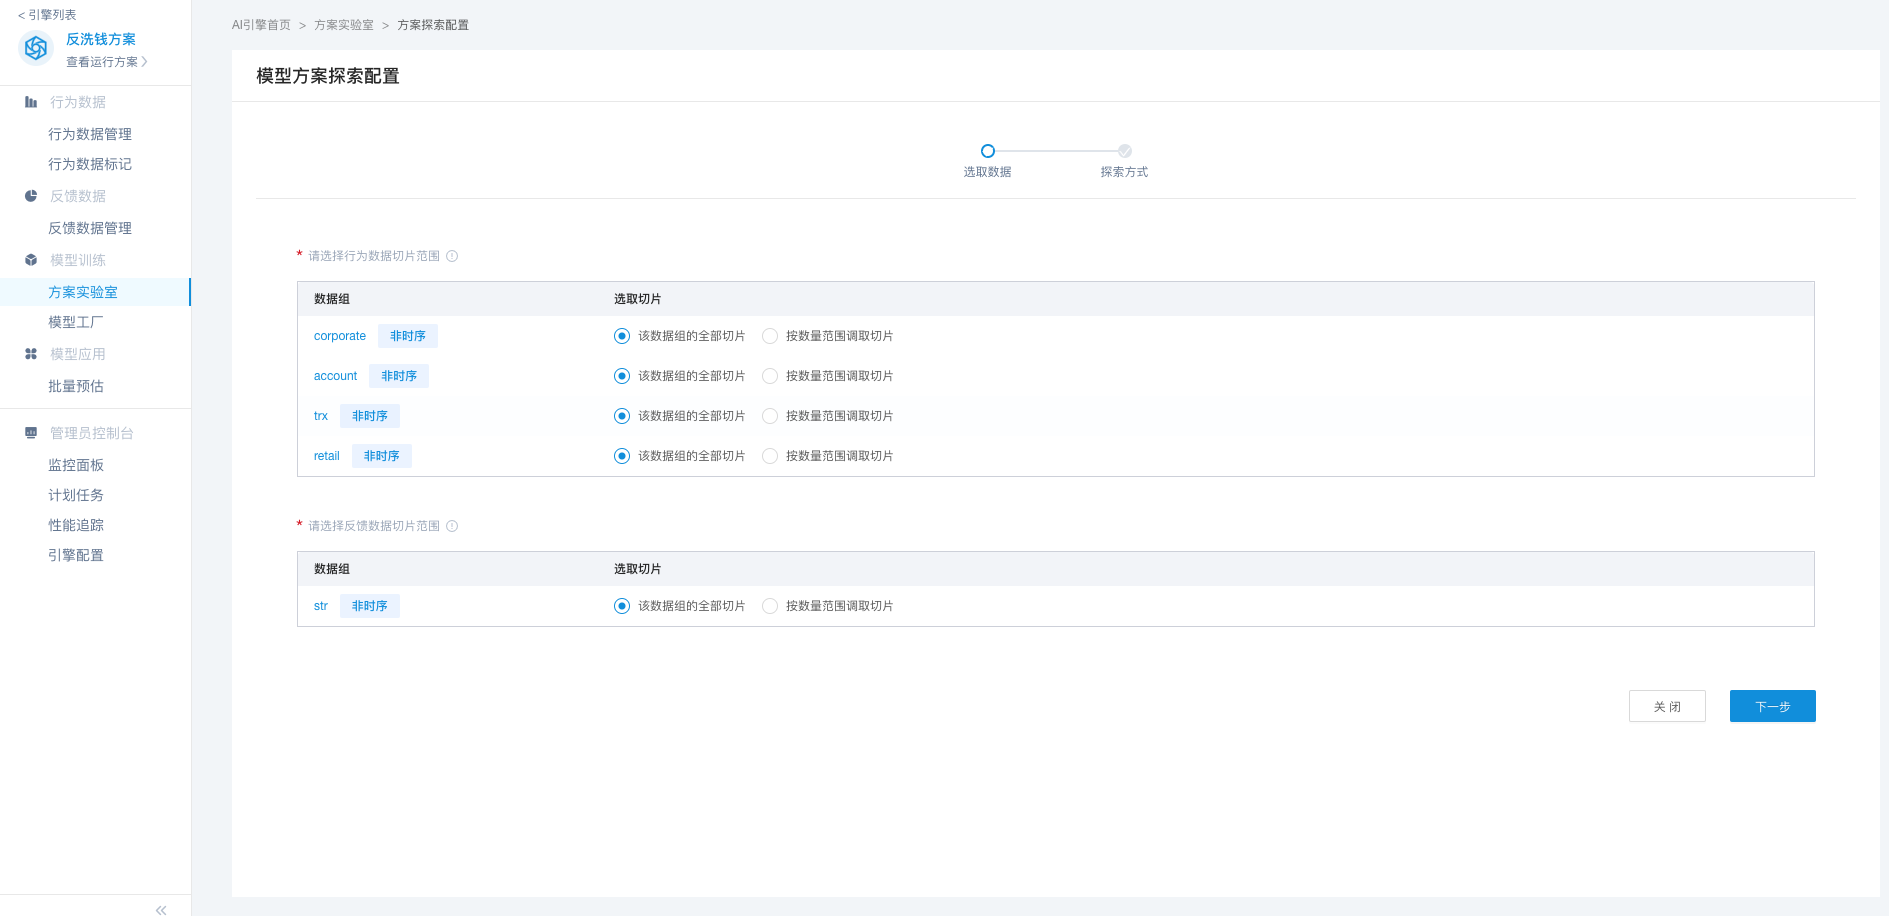 < 引擎列表
反洗钱方案
查看运行方案 >
行为数据
行为数据管理
行为数据标记
反馈数据
反馈数据管理
模型训练
方案实验室
模型工厂
模型应用
批量预估
管理员控制台
监控面板
计划任务
性能追踪
引擎配置
AI引擎首页 > 方案实验室 > 方案探索配置
模型方案探索配置
选取数据 探索方式
* 请选择行为数据切片范围
数据组 选取切片
corporate 非时序 该数据组的全部切片 按数量范围调取切片
account 非时序 该数据组的全部切片 按数量范围调取切片
trx 非时序 该数据组的全部切片 按数量范围调取切片
retail 非时序 该数据组的全部切片 按数量范围调取切片
* 请选择反馈数据切片范围
数据组 选取切片
str 非时序 该数据组的全部切片 按数量范围调取切片
关 闭 下一步